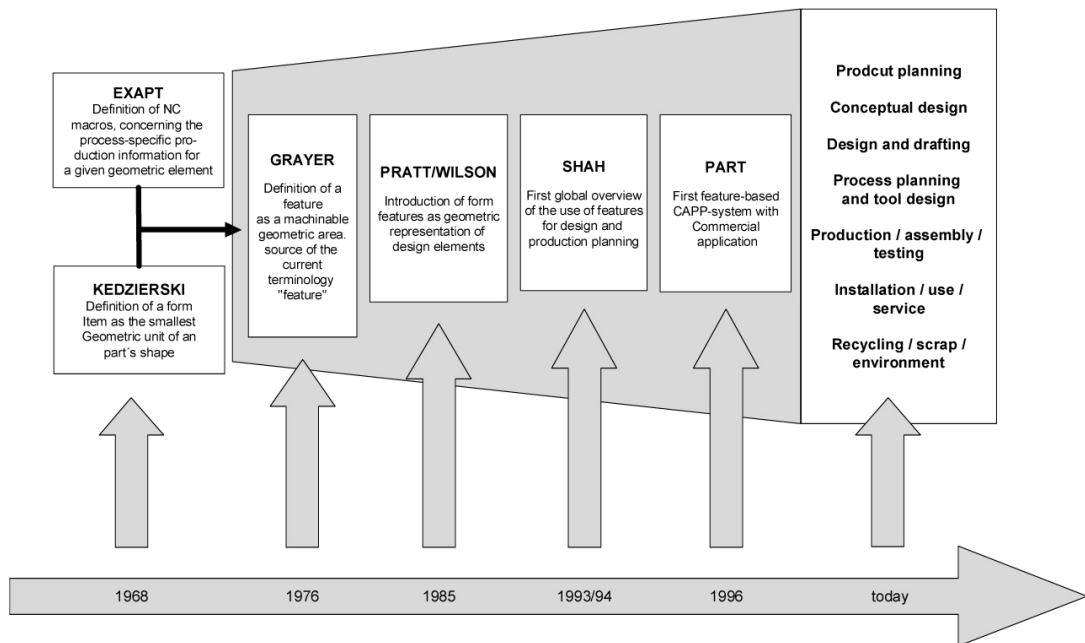 EXAPT
Definition of NC
macros, concerning the
process-specific pro-
duction information for
a given geometric element
KEDZIERSKI
Definition of a form
Item as the smallest
Geometric unit of an
part´s shape
GRAYER
Definition of a
feature
as a machinable
geometric area.
source of the
current
terminology
"feature"
PRATT/WILSON
Introduction of form
features as geometric
representation of
design elements
SHAH
First global overview
of the use of features
for design and
production planning
PART
First feature-based
CAPP-system with
Commercial
application
Prodcut planning
Conceptual design
Design and drafting
Process planning
and tool design
Production / assembly /
testing
Installation / use /
service
Recycling / scrap /
environment
1968
1976
1985
1993/94
1996
today